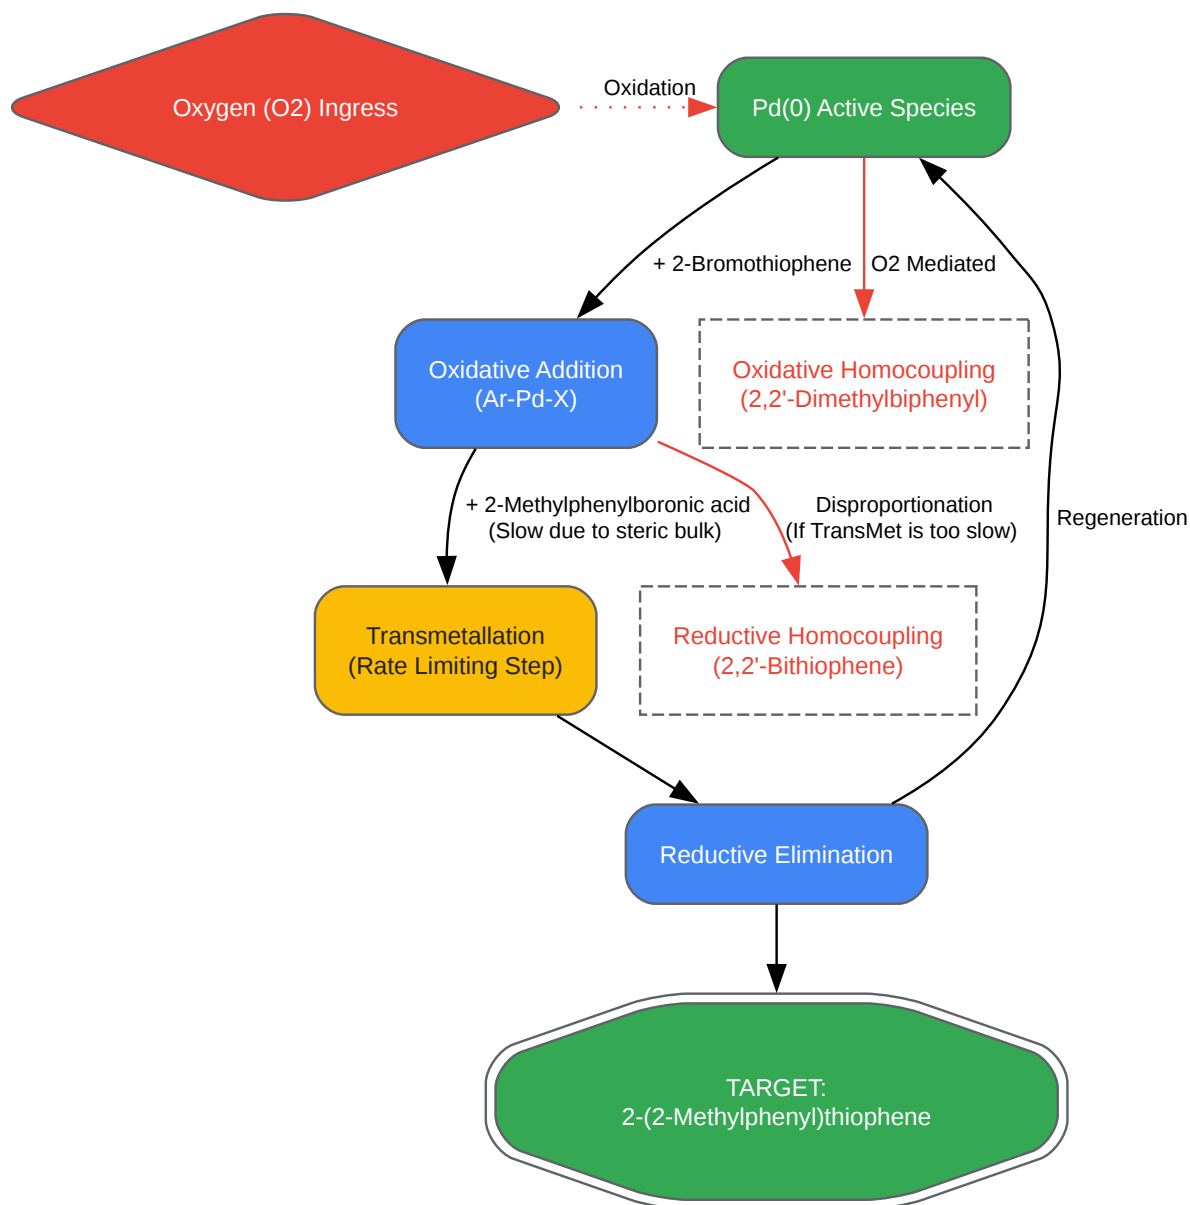 Oxygen (O2) Ingress
Oxidation
Pd(0) Active Species
+ 2-Bromothiophene
O2 Mediated
Oxidative Addition
(Ar-Pd-X)
Oxidative Homocoupling
(2,2'-Dimethylbiphenyl)
+ 2-Methylphenylboronic acid
(Slow due to steric bulk)
Disproportionation
(If TransMet is too slow)
Regeneration
Transmetallation
(Rate Limiting Step)
Reductive Homocoupling
(2,2'-Bithiophene)
Reductive Elimination
TARGET:
2-(2-Methylphenyl)thiophene